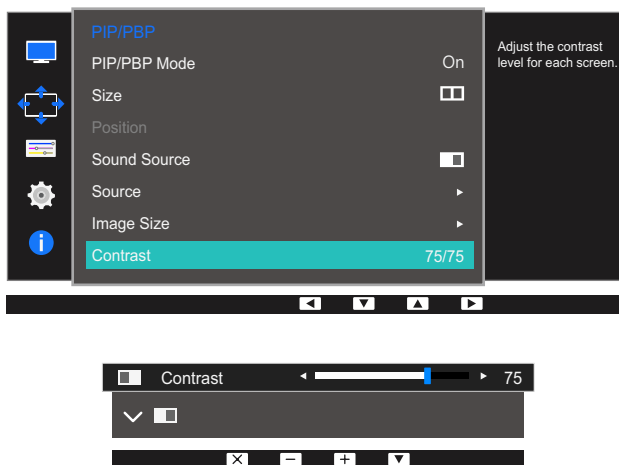 PIP/PBP
PIP/PBP Mode On
Size
Position
Sound Source
Source
Image Size
Contrast 75/75
Adjust the contrast
level for each screen.
Contrast 75